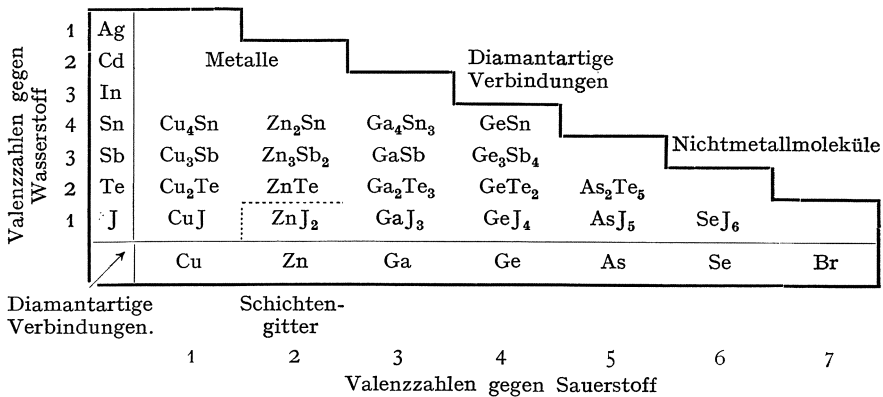 1 Ag
2 Cd Metalle Diamantartige
Verbindungen
3 In
4 Sn Cu₄Sn Zn₂Sn Ga₄Sn₃ GeSn
Nichtmetallmoleküle
3 Sb Cu₃Sb Zn₃Sb₂ GaSb Ge₃Sb₄
2 Te Cu₂Te ZnTe Ga₂Te₃ GeTe₂ As₂Te₅
1 J CuJ ZnJ₂ GaJ₃ GeJ₄ AsJ₅ SeJ₆
Valenzzahlen gegen
Wasserstoff
Cu Zn Ga Ge As Se Br
Diamantartige Schichten-
Verbindungen. gitter
1 2 3 4 5 6 7
Valenzzahlen gegen Sauerstoff